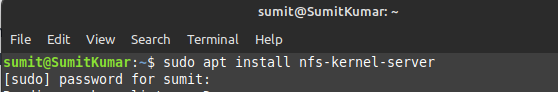 sumit@SumitKumar: ~
File Edit View Search Terminal Help
sumit@SumitKumar:~$ sudo apt install nfs-kernel-server
[sudo] password for sumit: